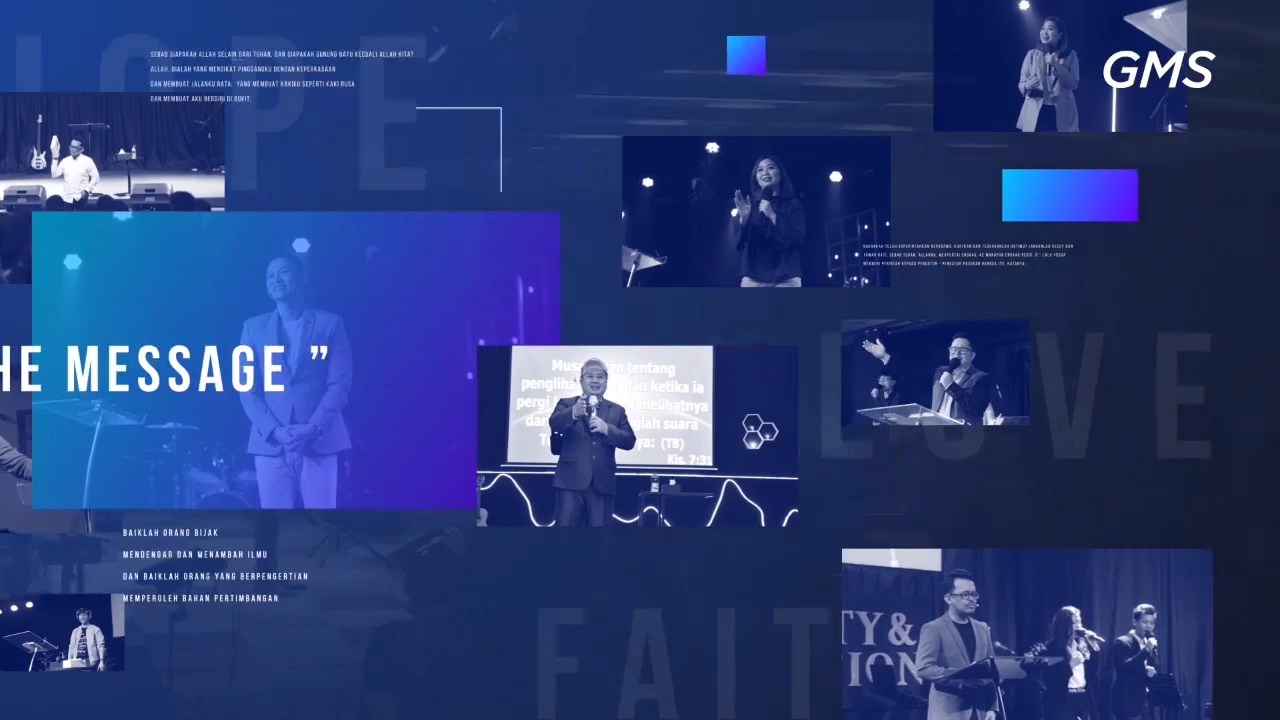 HOPE
SEBAB SIAPAKAH ALLAH SELAIN DARI TUHAN, DAN SIAPAKAH GUNUNG BATU KECUALI ALLAH KITA?
ALLAH, DIALAH YANG MENGIKAT PINGGANGKU DENGAN KEPERKASAAN
DAN MEMBUAT JALANKU RATA; YANG MEMBUAT KAKIKU SEPERTI KAKI RUSA
DAN MEMBUAT AKU BERDIRI DI BUKIT;
GMS
HE MESSAGE ”
Musa tentang
dan ketika ia
pergi melihatnya
suara
(TB)
Kis. 7:31
LOVE
BAIKLAH ORANG BIJAK
MENDENGAR DAN MENAMBAH ILMU
DAN BAIKLAH ORANG YANG BERPENGERTIAN
MEMPEROLEH BAHAN PERTIMBANGAN
FAIT
TY &
ION